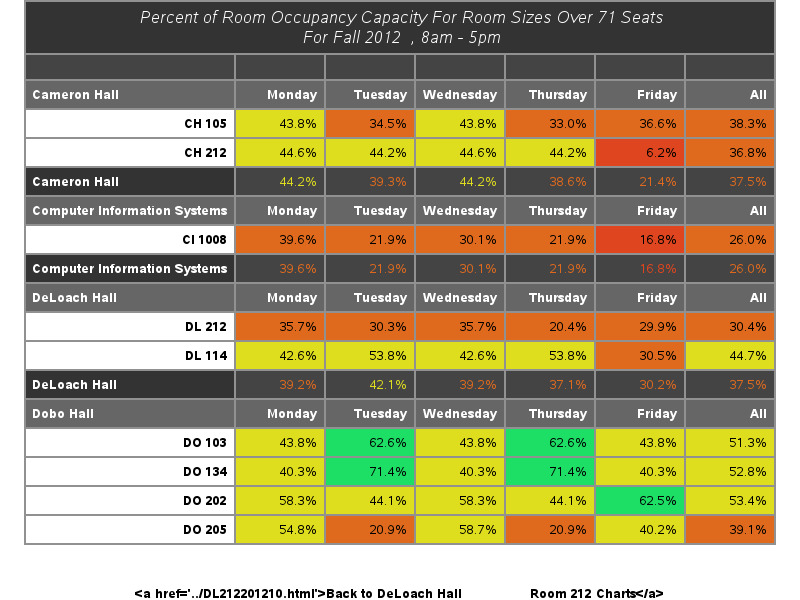 Percent of Room Occupancy Capacity For Room Sizes Over 71 Seats
For Fall 2012 , 8am - 5pm
Cameron Hall Monday Tuesday Wednesday Thursday Friday All
CH 105 43.8% 34.5% 43.8% 33.0% 36.6% 38.3%
CH 212 44.6% 44.2% 44.6% 44.2% 6.2% 36.8%
Cameron Hall 44.2% 39.3% 44.2% 38.6% 21.4% 37.5%
Computer Information Systems Monday Tuesday Wednesday Thursday Friday All
CI 1008 39.6% 21.9% 30.1% 21.9% 16.8% 26.0%
Computer Information Systems 39.6% 21.9% 30.1% 21.9% 16.8% 26.0%
DeLoach Hall Monday Tuesday Wednesday Thursday Friday All
DL 212 35.7% 30.3% 35.7% 20.4% 29.9% 30.4%
DL 114 42.6% 53.8% 42.6% 53.8% 30.5% 44.7%
DeLoach Hall 39.2% 42.1% 39.2% 37.1% 30.2% 37.5%
Dobo Hall Monday Tuesday Wednesday Thursday Friday All
DO 103 43.8% 62.6% 43.8% 62.6% 43.8% 51.3%
DO 134 40.3% 71.4% 40.3% 71.4% 40.3% 52.8%
DO 202 58.3% 44.1% 58.3% 44.1% 62.5% 53.4%
DO 205 54.8% 20.9% 58.7% 20.9% 40.2% 39.1%
<a href='../DL212201210.html'>Back to DeLoach Hall Room 212 Charts</a>